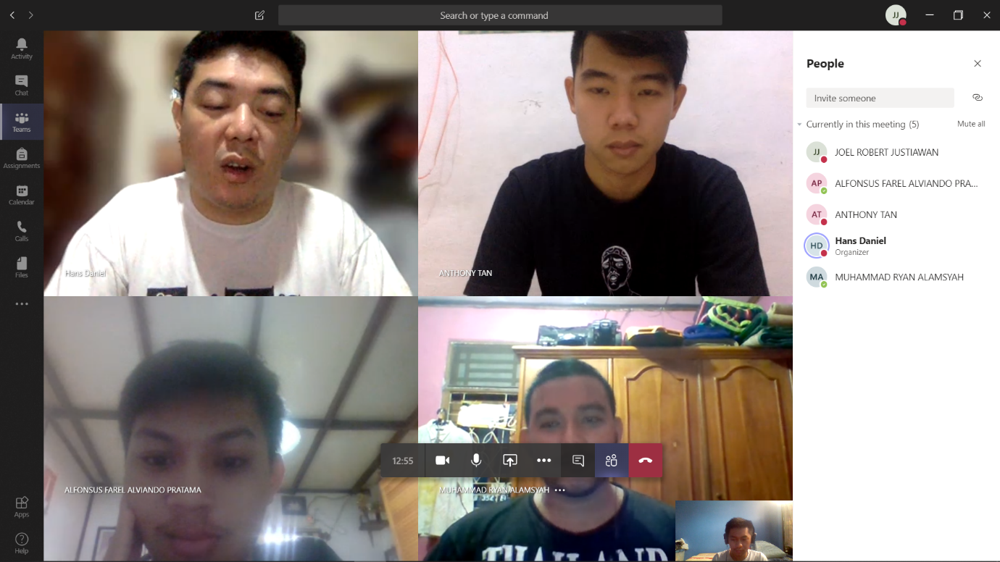 Search or type a command
JJ
Activity
Chat
Teams
Assignments
Calendar
Calls
Files
Apps
Help
Hans Daniel
ANTHONY TAN
ALFONSUS FAREL ALVIANDO PRATAMA
MUHAMMAD RYAN ALAMSYAH
12:55
THAILAND
People
Invite someone
Currently in this meeting (5)
Mute all
JJ JOEL ROBERT JUSTIAWAN
AP ALFONSUS FAREL ALVIANDO PRA...
AT ANTHONY TAN
HD Hans Daniel
Organizer
MA MUHAMMAD RYAN ALAMSYAH